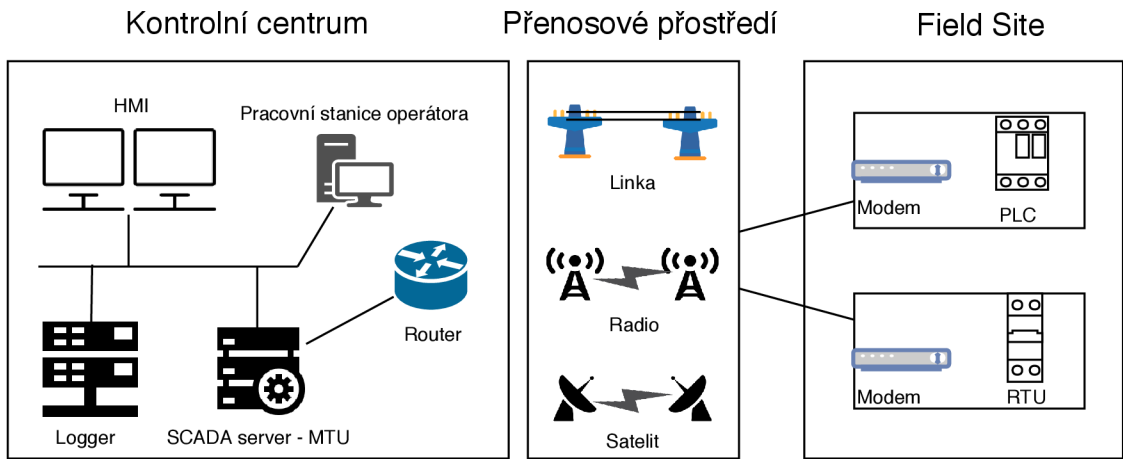 Kontrolní centrum
Přenosové přostředí
Field Site
HMI
Pracovní stanice operátora
Router
Logger
SCADA server - MTU
Linka
Radio
Satelit
Modem
PLC
Modem
RTU